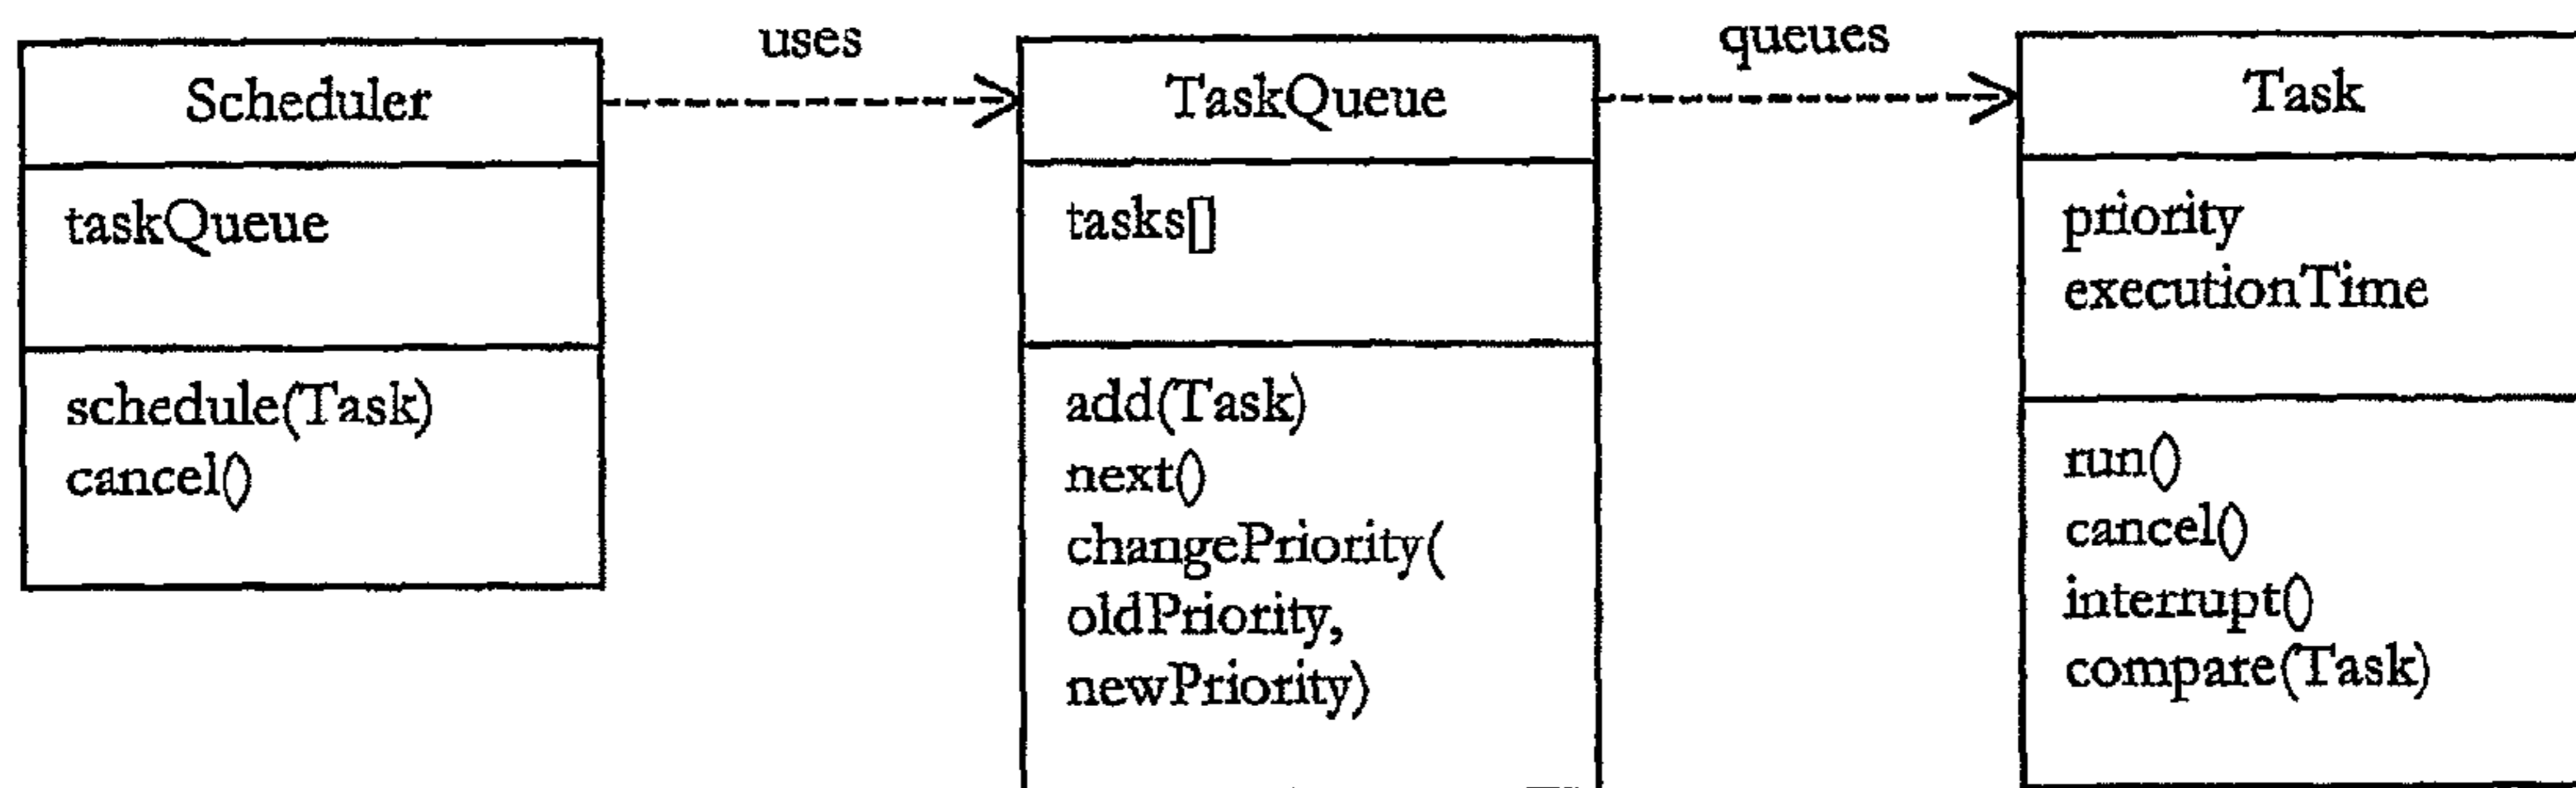 uses
queues
Scheduler
taskQueue
schedule(Task)
cancel()
TaskQueue
tasks[]
add(Task)
next()
changePriority(
oldPriority,
newPriority)
Task
priority
executionTime
run()
cancel()
interrupt()
compare(Task)